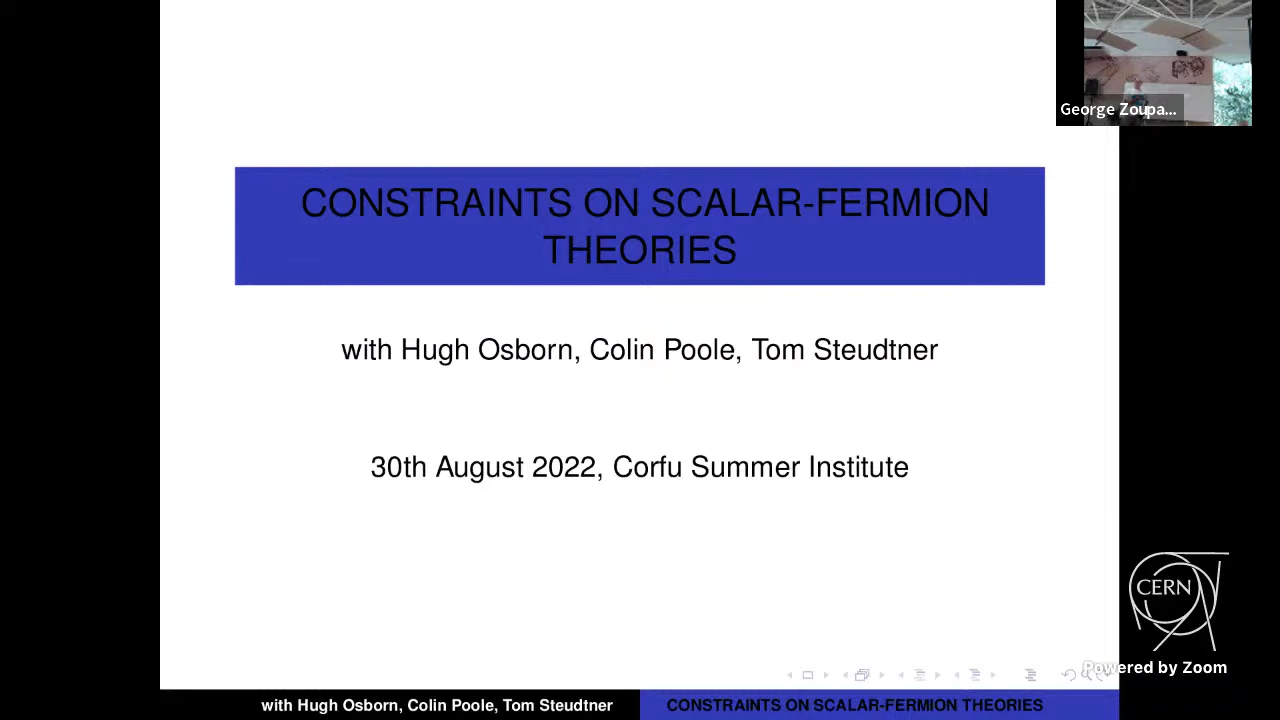 George Zoupa...
CONSTRAINTS ON SCALAR-FERMION
THEORIES
with Hugh Osborn, Colin Poole, Tom Steudtner
30th August 2022, Corfu Summer Institute
CERN
Powered by Zoom
with Hugh Osborn, Colin Poole, Tom Steudtner
CONSTRAINTS ON SCALAR-FERMION THEORIES